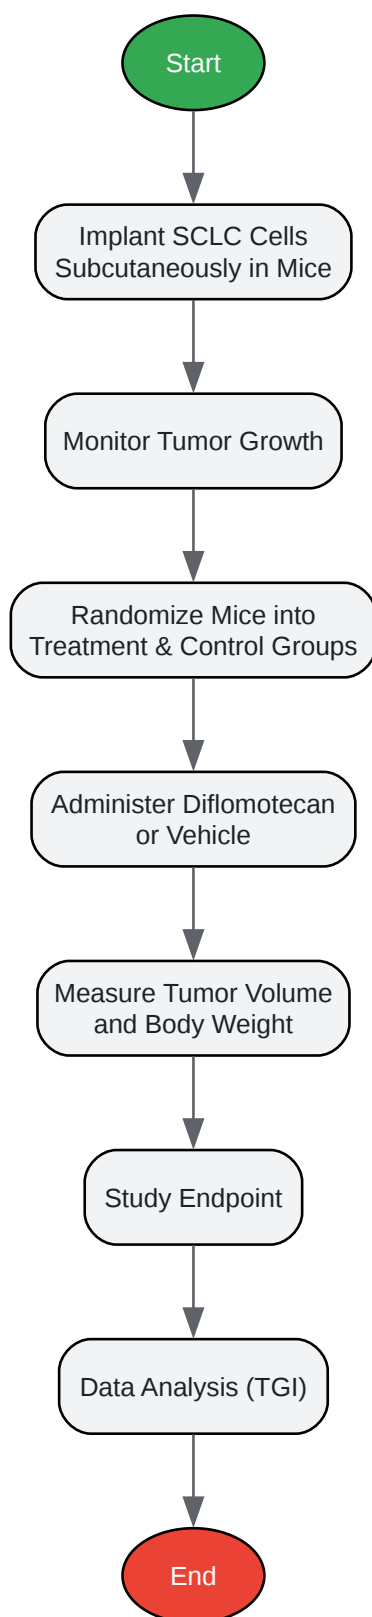 Start
Implant SCLC Cells
Subcutaneously in Mice
Monitor Tumor Growth
Randomize Mice into
Treatment & Control Groups
Administer Diflomotecan
or Vehicle
Measure Tumor Volume
and Body Weight
Study Endpoint
Data Analysis (TGI)
End